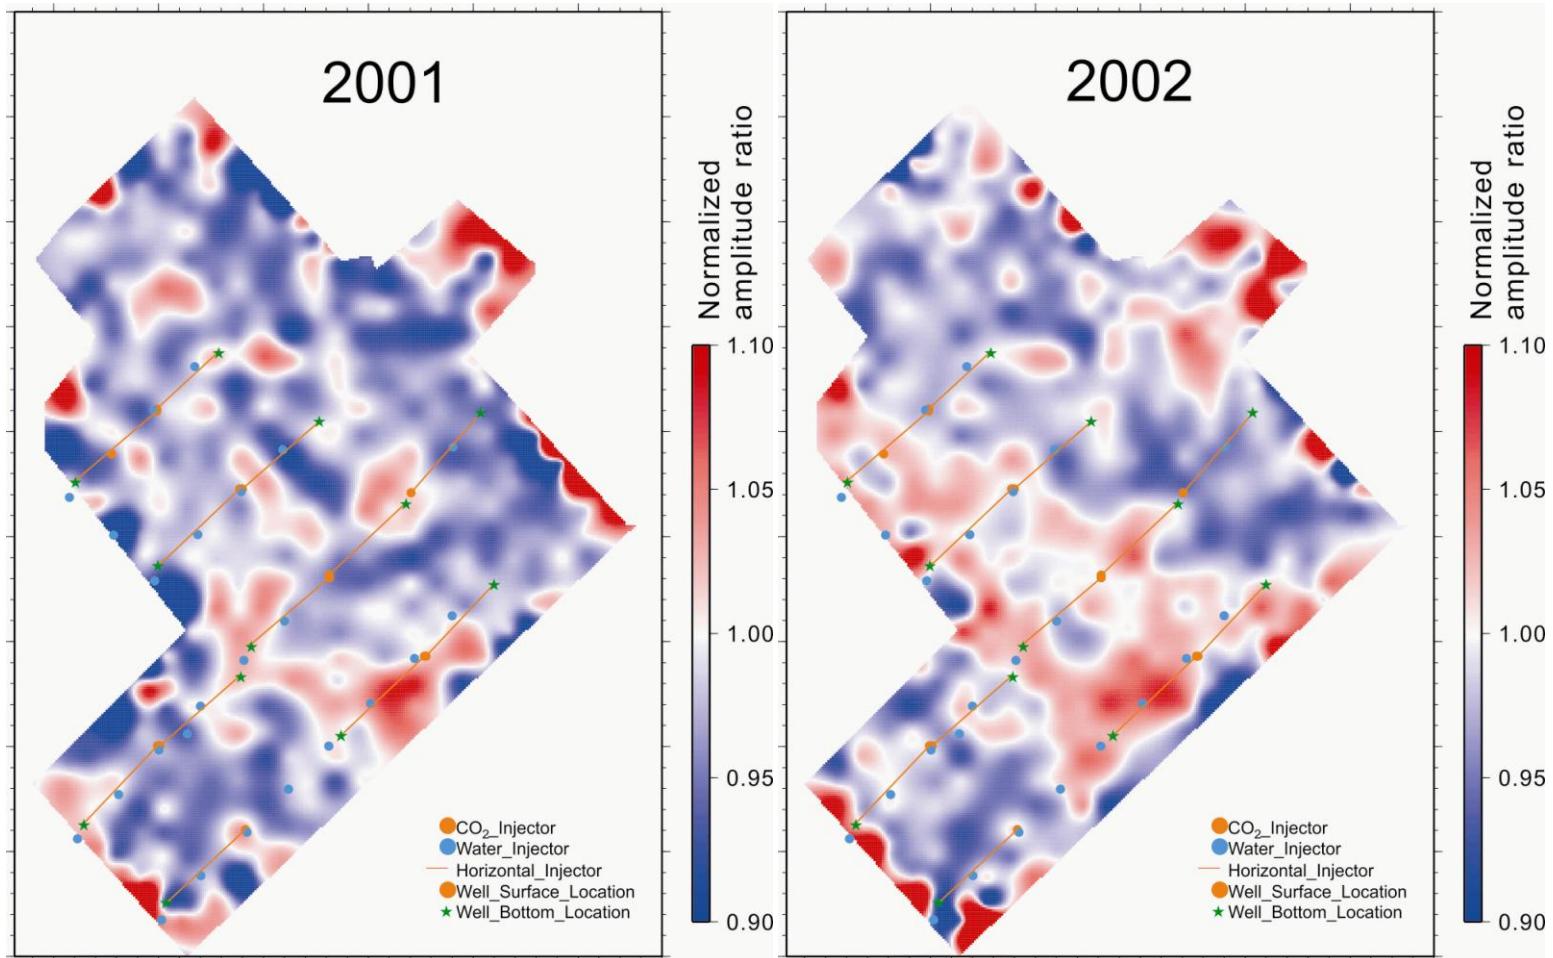 2001
Normalized
amplitude ratio
1.10
1.05
1.00
0.95
0.90
CO₂_Injector
Water_Injector
Horizontal_Injector
Well_Surface_Location
Well_Bottom_Location
2002
Normalized
amplitude ratio
1.10
1.05
1.00
0.95
0.90
CO₂_Injector
Water_Injector
Horizontal_Injector
Well_Surface_Location
Well_Bottom_Location